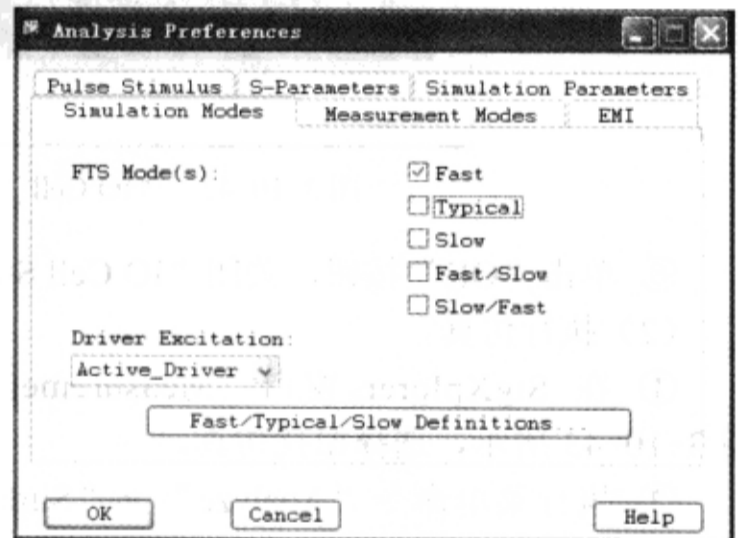 Analysis Preferences
Pulse Stimulus S-Parameters Simulation Parameters
Simulation Modes Measurement Modes EMI
FTS Mode(s): Fast
Typical
Slow
Fast/Slow
Slow/Fast
Driver Excitation:
Active_Driver
Fast/Typical/Slow Definitions...
OK Cancel Help